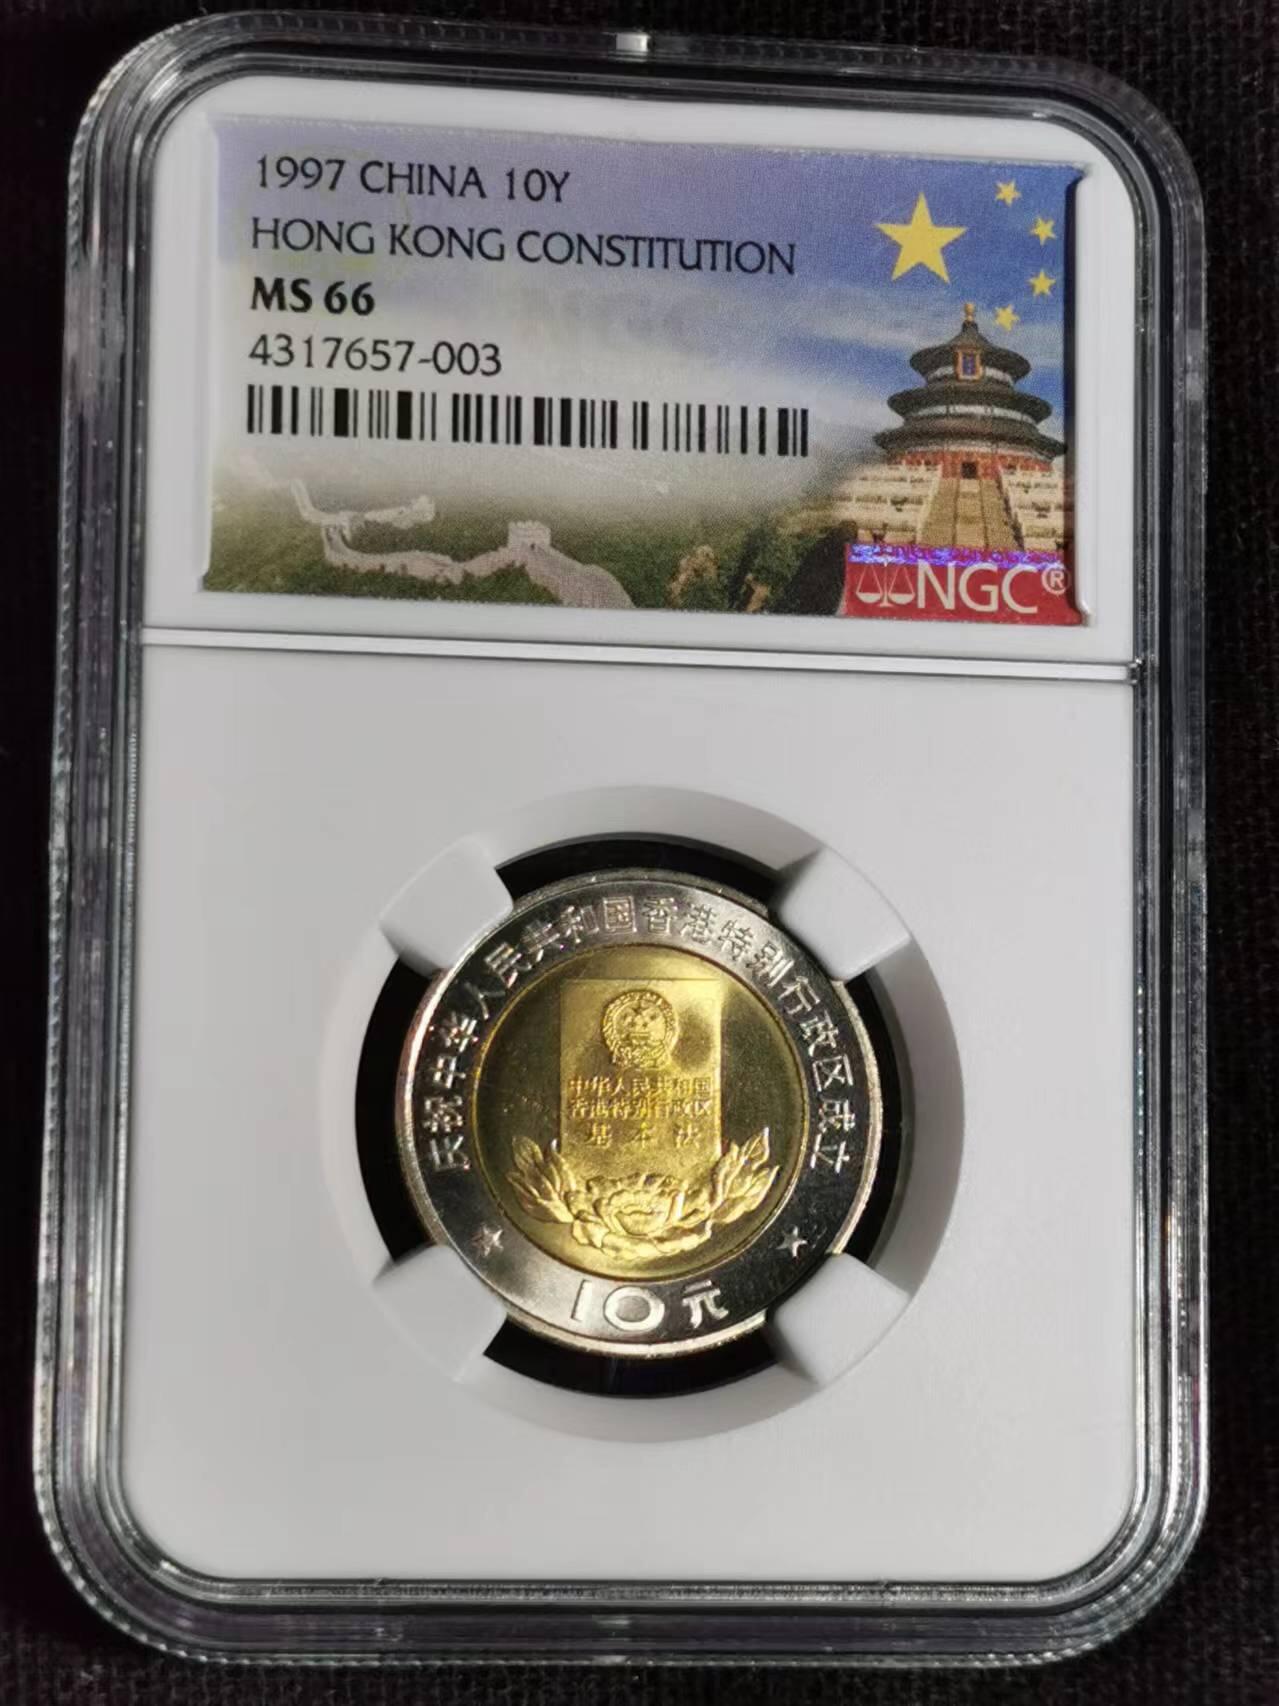 1997 CHINA 10Y
HONG KONG CONSTITUTION
MS 66
4317657-003
NGC®
庆祝中华人民共和国香港特别行政区成立
中华人民共和国
香港特别行政区
基本法
10元